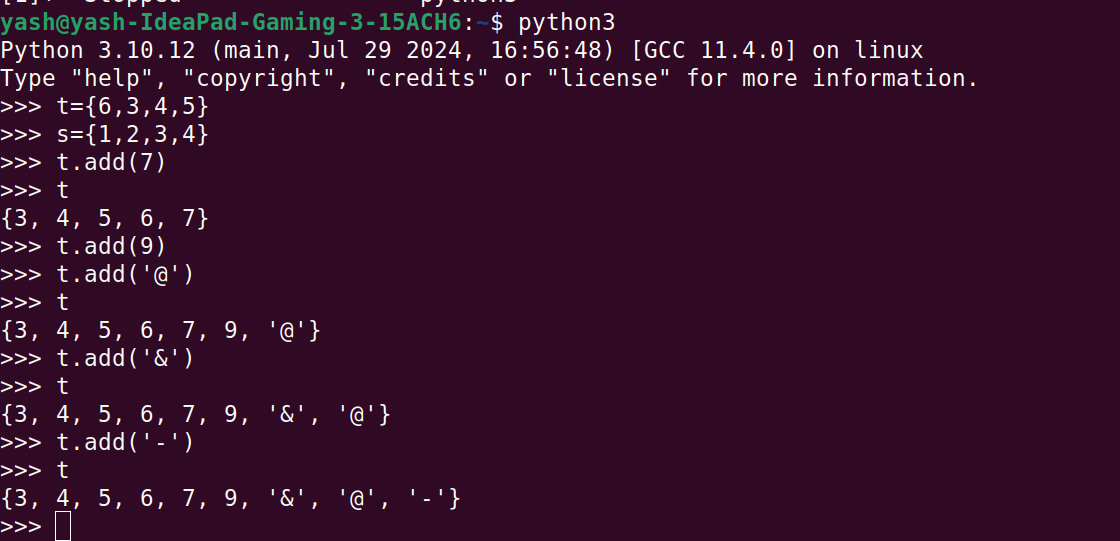 yash@yash-IdeaPad-Gaming-3-15ACH6:~$ python3
Python 3.10.12 (main, Jul 29 2024, 16:56:48) [GCC 11.4.0] on linux
Type "help", "copyright", "credits" or "license" for more information.
>>> t={6,3,4,5}
>>> s={1,2,3,4}
>>> t.add(7)
>>> t
{3, 4, 5, 6, 7}
>>> t.add(9)
>>> t.add('@')
>>> t
{3, 4, 5, 6, 7, 9, '@'}
>>> t.add('&')
>>> t
{3, 4, 5, 6, 7, 9, '&', '@'}
>>> t.add('-')
>>> t
{3, 4, 5, 6, 7, 9, '&', '@', '-'}
>>>